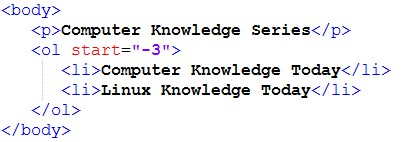 <body>
<p>Computer Knowledge Series</p>
<ol start="-3">
<li>Computer Knowledge Today</li>
<li>Linux Knowledge Today</li>
</ol>
</body>